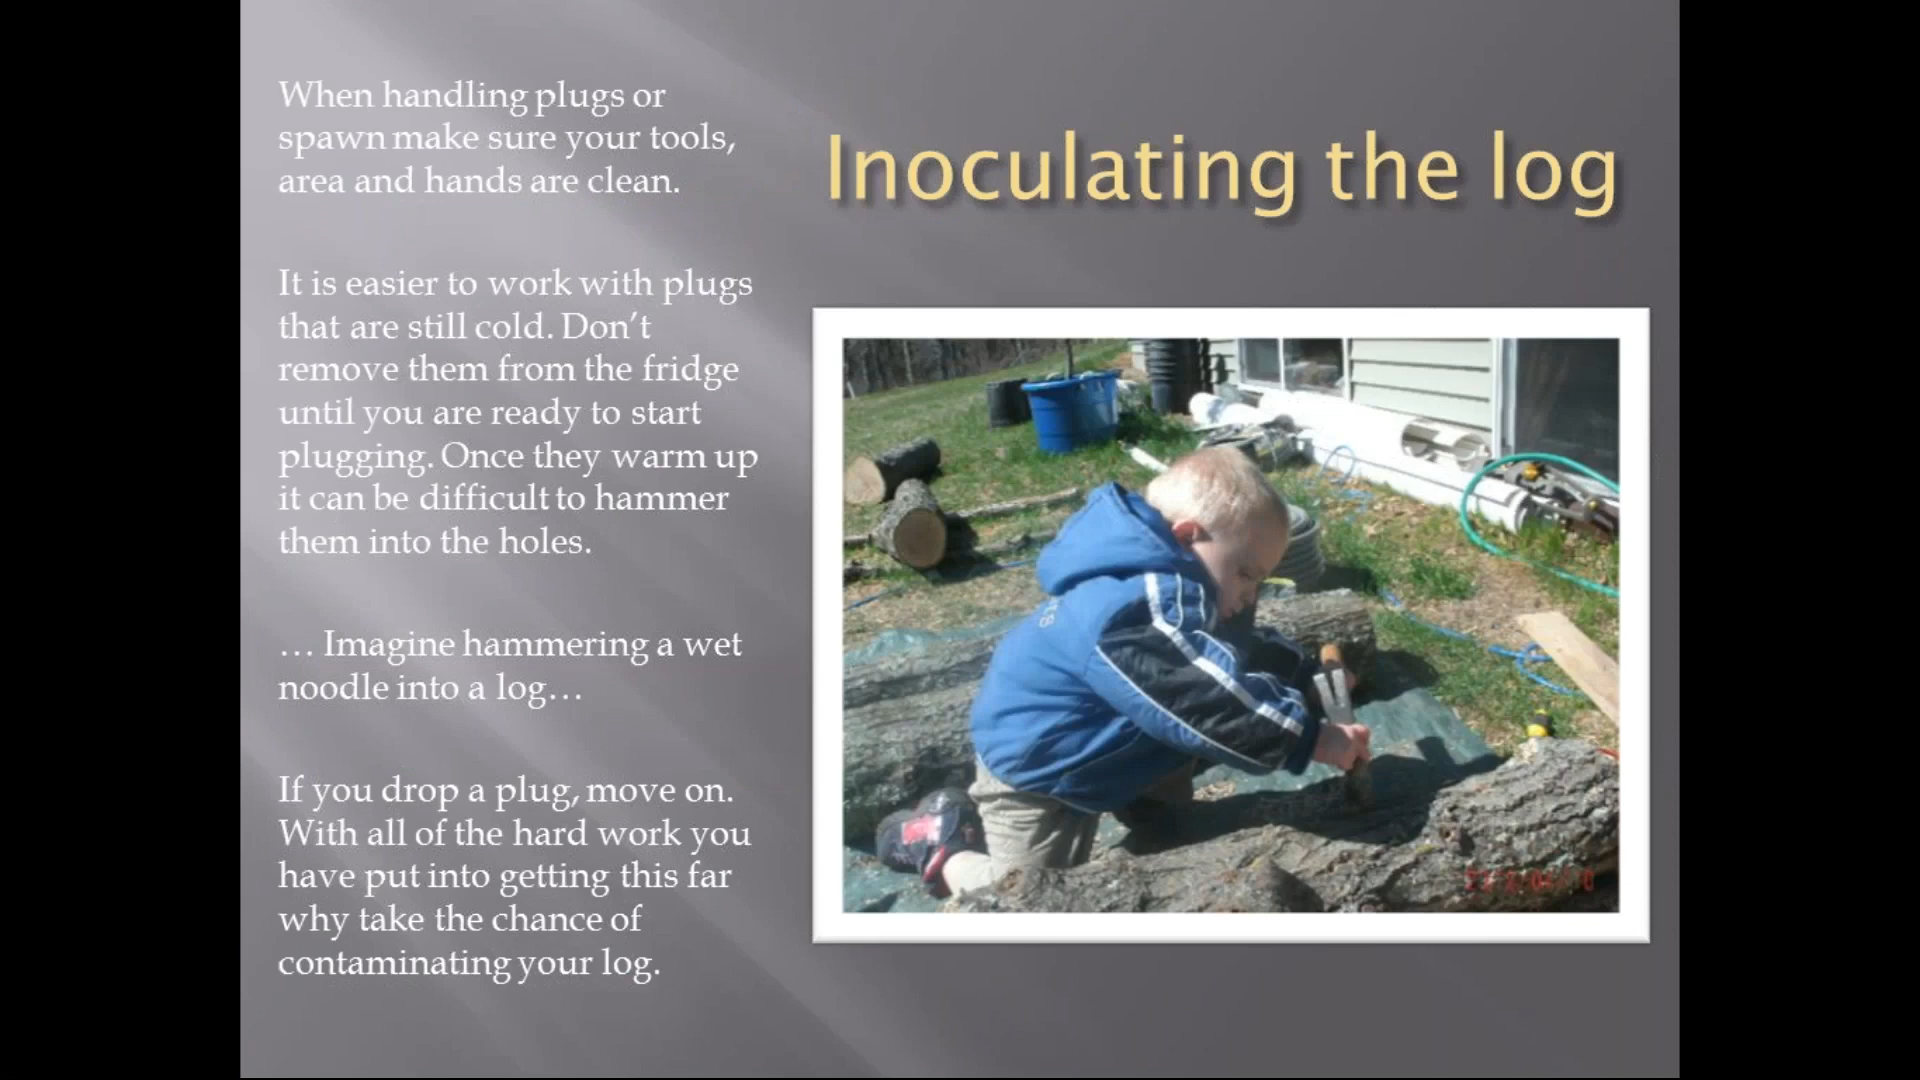 When handling plugs or
spawn make sure your tools,
area and hands are clean.
It is easier to work with plugs
that are still cold. Don’t
remove them from the fridge
until you are ready to start
plugging. Once they warm up
it can be difficult to hammer
them into the holes.
… Imagine hammering a wet
noodle into a log…
If you drop a plug, move on.
With all of the hard work you
have put into getting this far
why take the chance of
contaminating your log.
Inoculating the log